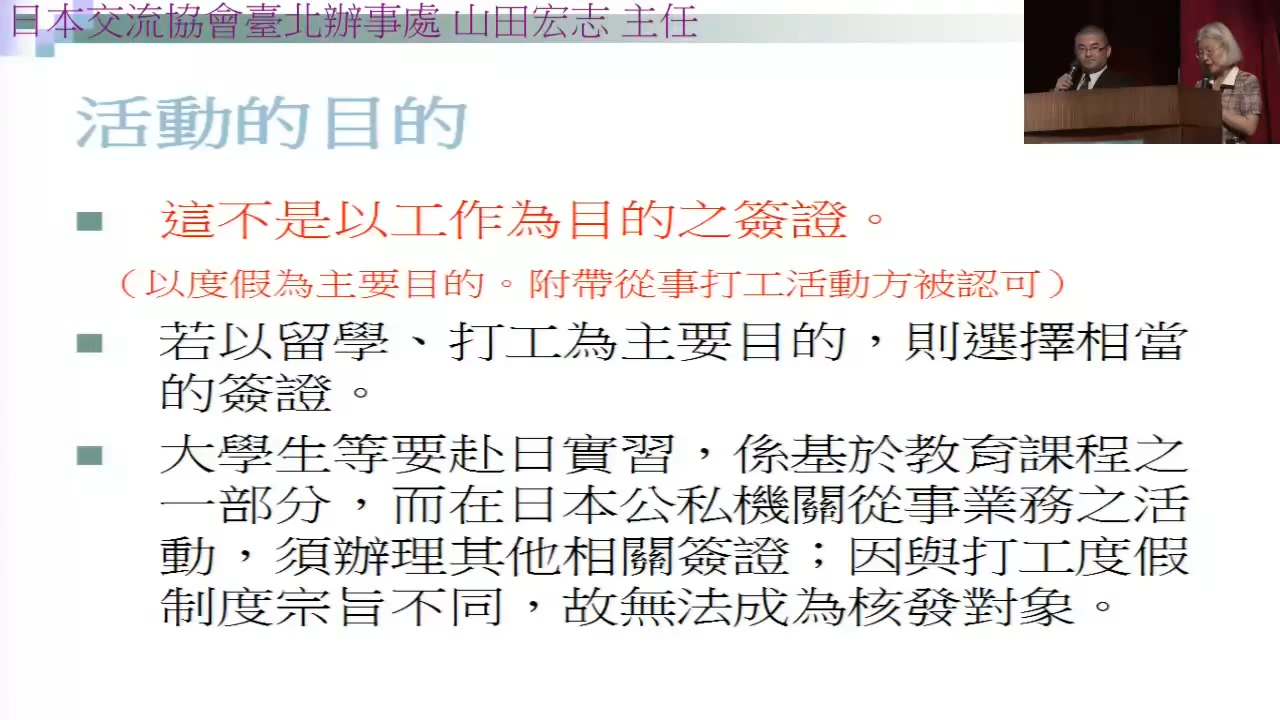 日本交流協會臺北辦事處 山田宏志 主任
活動的目的
這不是以工作為目的之簽證。
（以度假為主要目的。附帶從事打工活動方被認可）
若以留學、打工為主要目的，則選擇相當
的簽證。
大學生等要赴日實習，係基於教育課程之
一部分，而在日本公私機關從事業務之活
動，須辦理其他相關簽證；因與打工度假
制度宗旨不同，故無法成為核發對象。